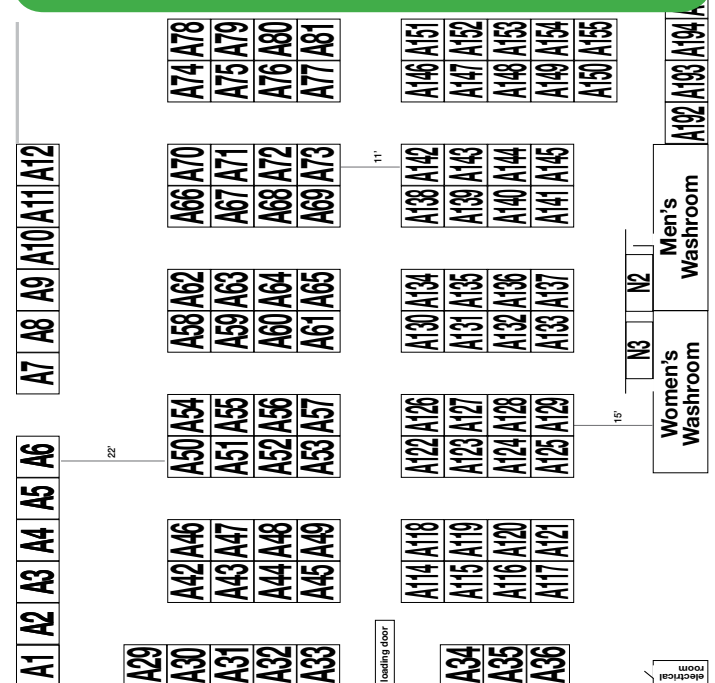 A78 A79 A80 A81
A74 A75 A76 A77
A151 A152 A153 A154 A155
A146 A147 A148 A149 A150
A194
A193
A192
A12
A11
A10
A9
A8
A7
A70 A71 A72 A73
A66 A67 A68 A69
11'
A142 A143 A144 A145
A138 A139 A140 A141
Men's
Washroom
N2
N3
A62 A63 A64 A65
A58 A59 A60 A61
A134 A135 A136 A137
A130 A131 A132 A133
Women's
Washroom
A54 A55 A56 A57
A50 A51 A52 A53
A126 A127 A128 A129
A122 A123 A124 A125
15'
22'
A6
A5
A4
A3
A2
A1
A46 A47 A48 A49
A42 A43 A44 A45
A118 A119 A120 A121
A114 A115 A116 A117
A29 A30 A31 A32 A33
loading door
A34 A35 A36
electrical
room